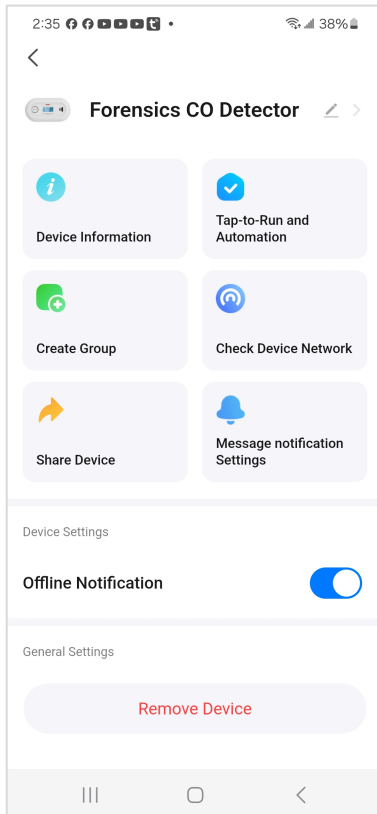 2:35
38%
Forensics CO Detector
Device Information
Tap-to-Run and
Automation
Create Group
Check Device Network
Share Device
Message notification
Settings
Device Settings
Offline Notification
General Settings
Remove Device